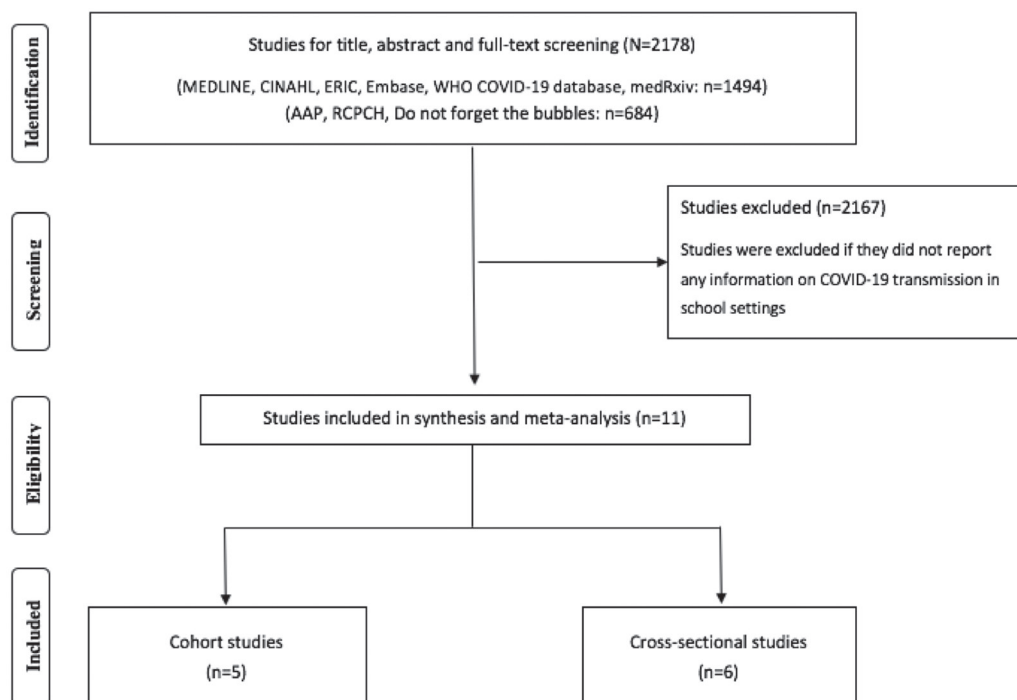 Identification
Studies for title, abstract and full-text screening (N=2178)
(MEDLINE, CINAHL, ERIC, Embase, WHO COVID-19 database, medRxiv: n=1494)
(AAP, RCPCH, Do not forget the bubbles: n=684)
Screening
Studies excluded (n=2167)
Studies were excluded if they did not report
any information on COVID-19 transmission in
school settings
Eligibility
Studies included in synthesis and meta-analysis (n=11)
Included
Cohort studies
(n=5)
Cross-sectional studies
(n=6)